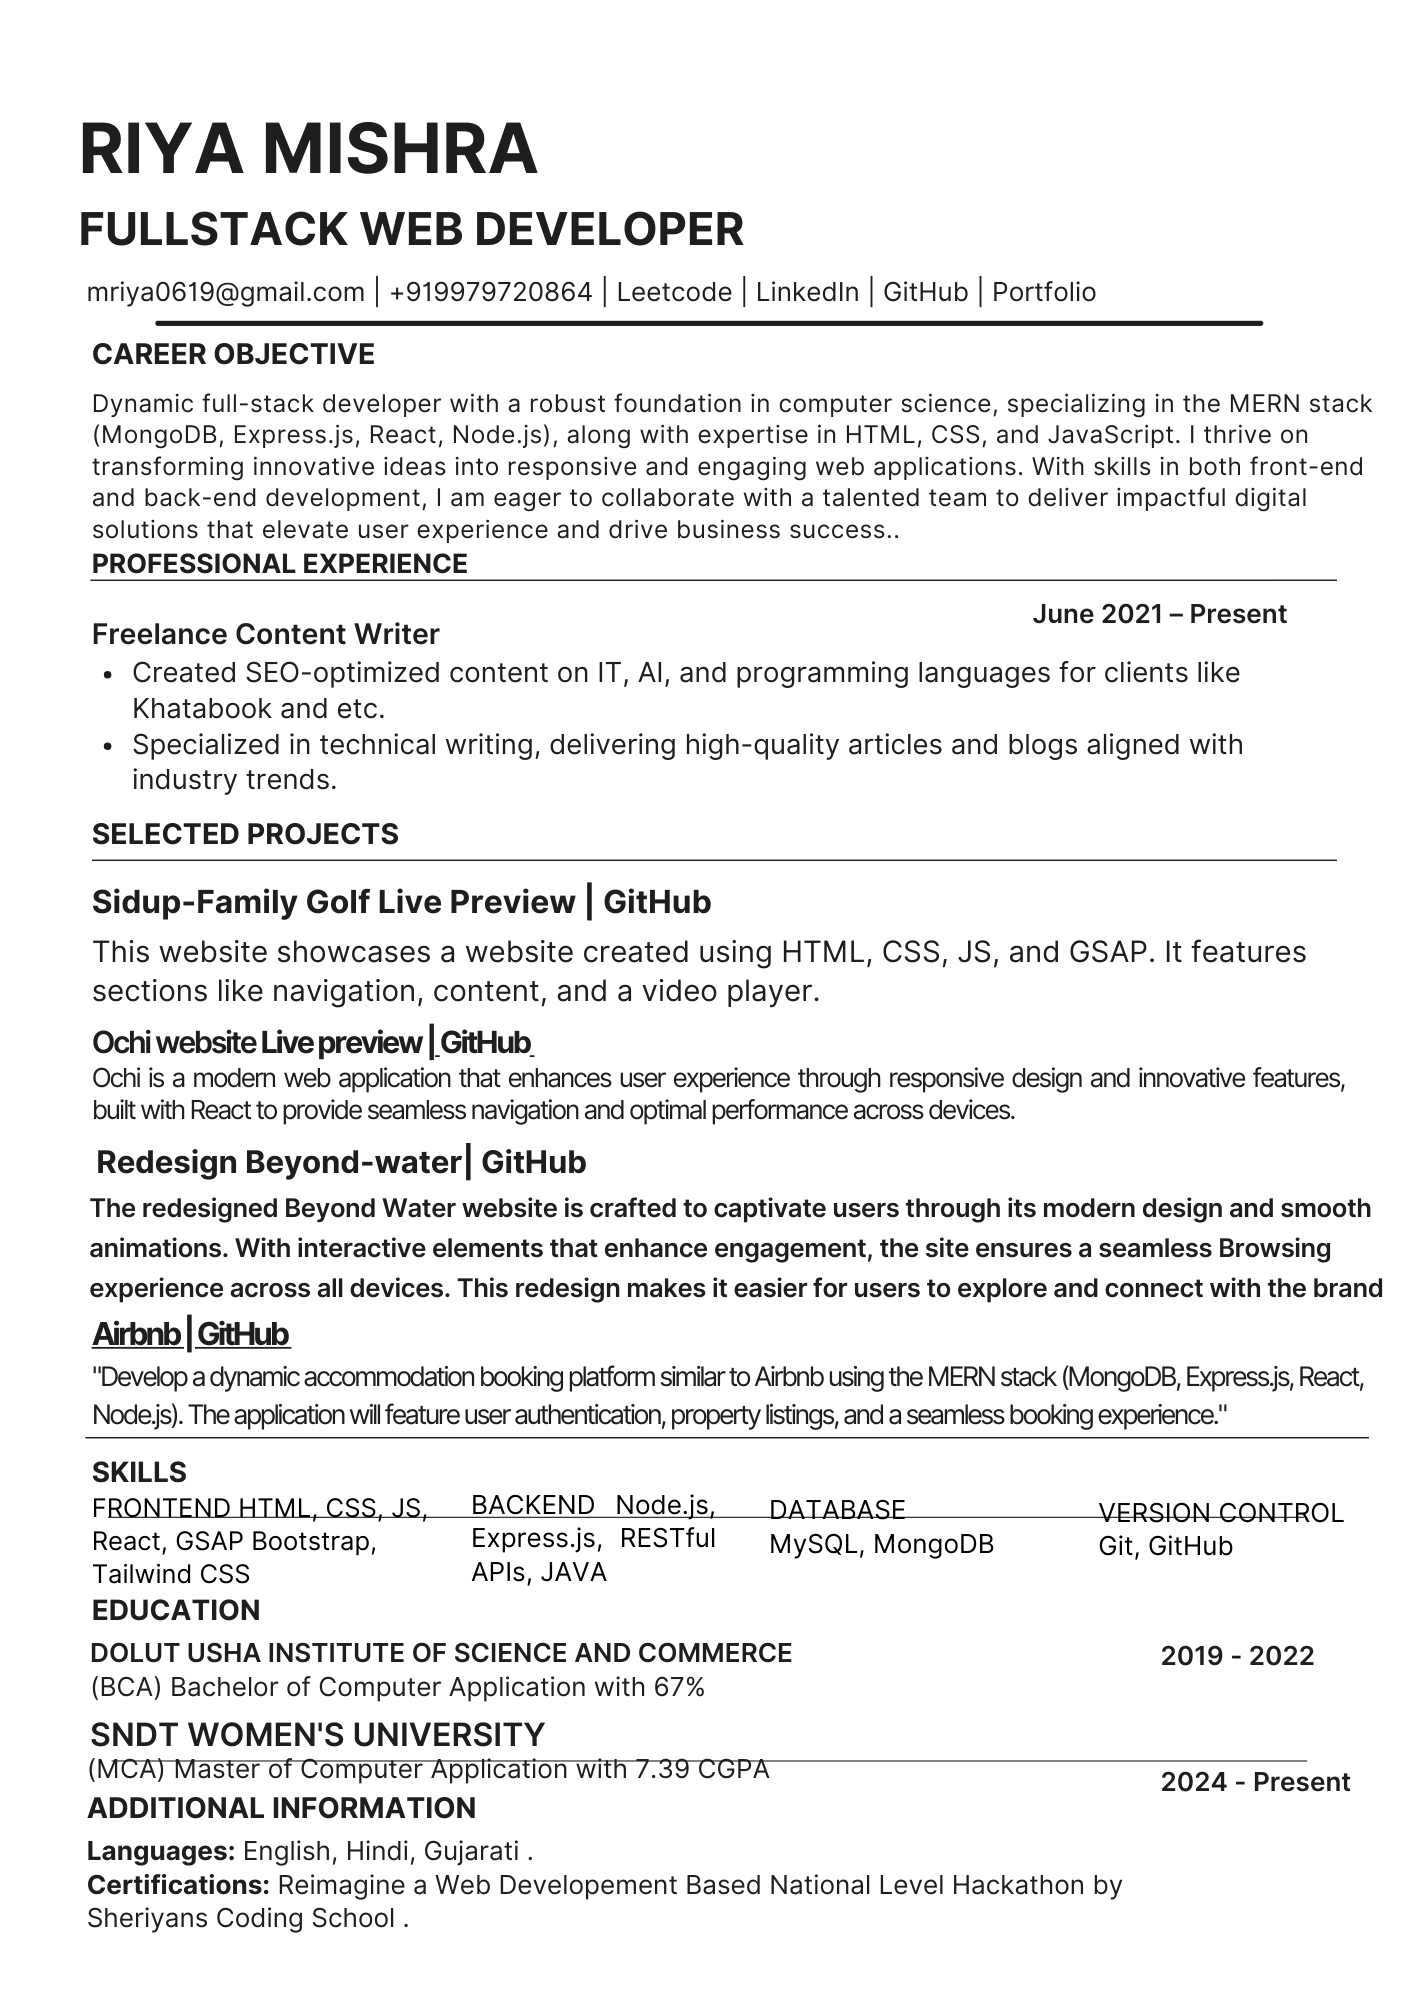 RIYA MISHRA
FULLSTACK WEB DEVELOPER
mriya0619@gmail.com | +919979720864 | Leetcode | LinkedIn | GitHub | Portfolio
CAREER OBJECTIVE
Dynamic full-stack developer with a robust foundation in computer science, specializing in the MERN stack
(MongoDB, Express.js, React, Node.js), along with expertise in HTML, CSS, and JavaScript. I thrive on
transforming innovative ideas into responsive and engaging web applications. With skills in both front-end
and back-end development, I am eager to collaborate with a talented team to deliver impactful digital
solutions that elevate user experience and drive business success..
PROFESSIONAL EXPERIENCE
June 2021 – Present
Freelance Content Writer
• Created SEO-optimized content on IT, AI, and programming languages for clients like
Khatabook and etc.
• Specialized in technical writing, delivering high-quality articles and blogs aligned with
industry trends.
SELECTED PROJECTS
Sidup-Family Golf Live Preview | GitHub
This website showcases a website created using HTML, CSS, JS, and GSAP. It features
sections like navigation, content, and a video player.
Ochi website Live preview | GitHub
Ochi is a modern web application that enhances user experience through responsive design and innovative features,
built with React to provide seamless navigation and optimal performance across devices.
Redesign Beyond-water| GitHub
The redesigned Beyond Water website is crafted to captivate users through its modern design and smooth
animations. With interactive elements that enhance engagement, the site ensures a seamless Browsing
experience across all devices. This redesign makes it easier for users to explore and connect with the brand
Airbnb | GitHub
"Develop a dynamic accommodation booking platform similar to Airbnb using the MERN stack (MongoDB, Express.js, React,
Node.js). The application will feature user authentication, property listings, and a seamless booking experience."
SKILLS
FRONTEND HTML, CSS, JS,
React, GSAP Bootstrap,
Tailwind CSS
BACKEND Node.js,
Express.js, RESTful
APIs, JAVA
DATABASE
MySQL, MongoDB
VERSION CONTROL
Git, GitHub
EDUCATION
DOLUT USHA INSTITUTE OF SCIENCE AND COMMERCE
2019 - 2022
(BCA) Bachelor of Computer Application with 67%
SNDT WOMEN'S UNIVERSITY
(MCA) Master of Computer Application with 7.39 CGPA
2024 - Present
ADDITIONAL INFORMATION
Languages: English, Hindi, Gujarati .
Certifications: Reimagine a Web Developement Based National Level Hackathon by
Sheriyans Coding School .